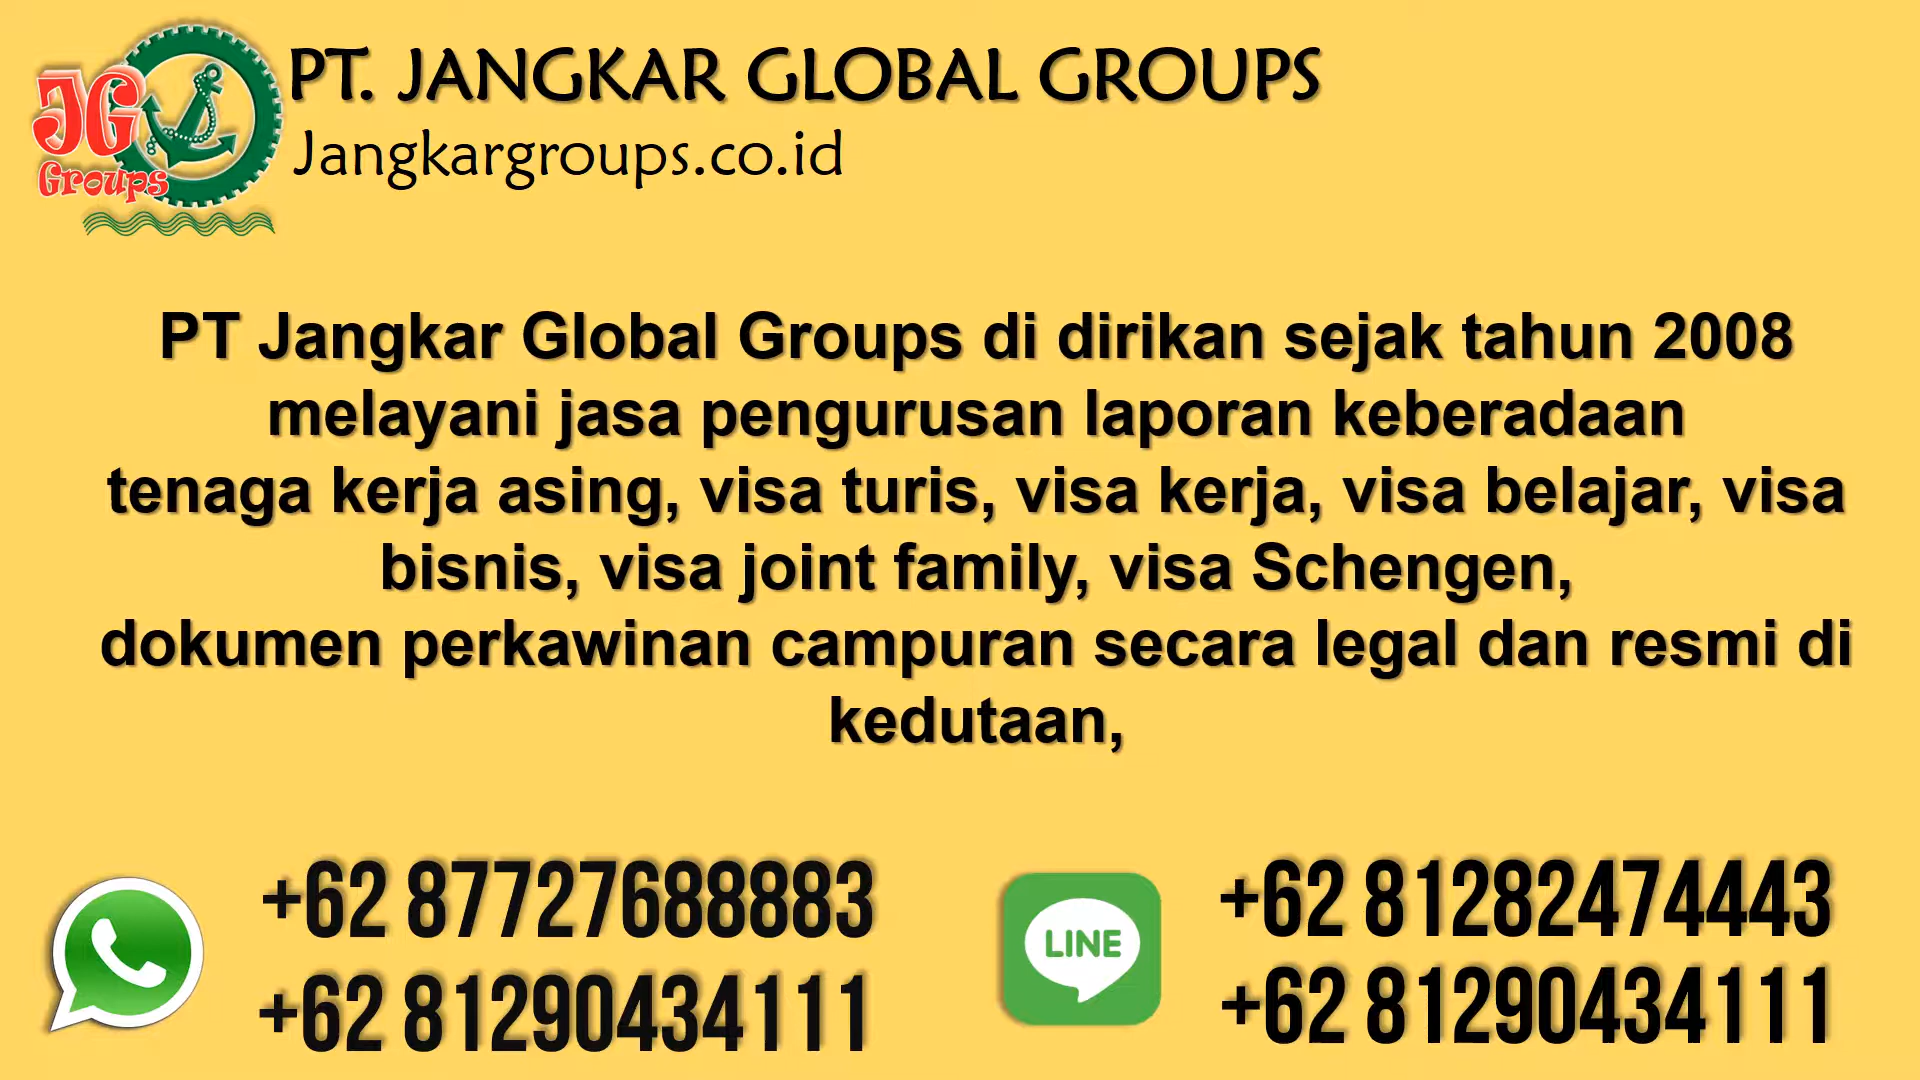 JG
Groups
PT. JANGKAR GLOBAL GROUPS
Jangkargroups.co.id
PT Jangkar Global Groups di dirikan sejak tahun 2008
melayani jasa pengurusan laporan keberadaan
tenaga kerja asing, visa turis, visa kerja, visa belajar, visa
bisnis, visa joint family, visa Schengen,
dokumen perkawinan campuran secara legal dan resmi di
kedutaan,
+62 87727688883
+62 81290434111
LINE
+62 81282474443
+62 81290434111